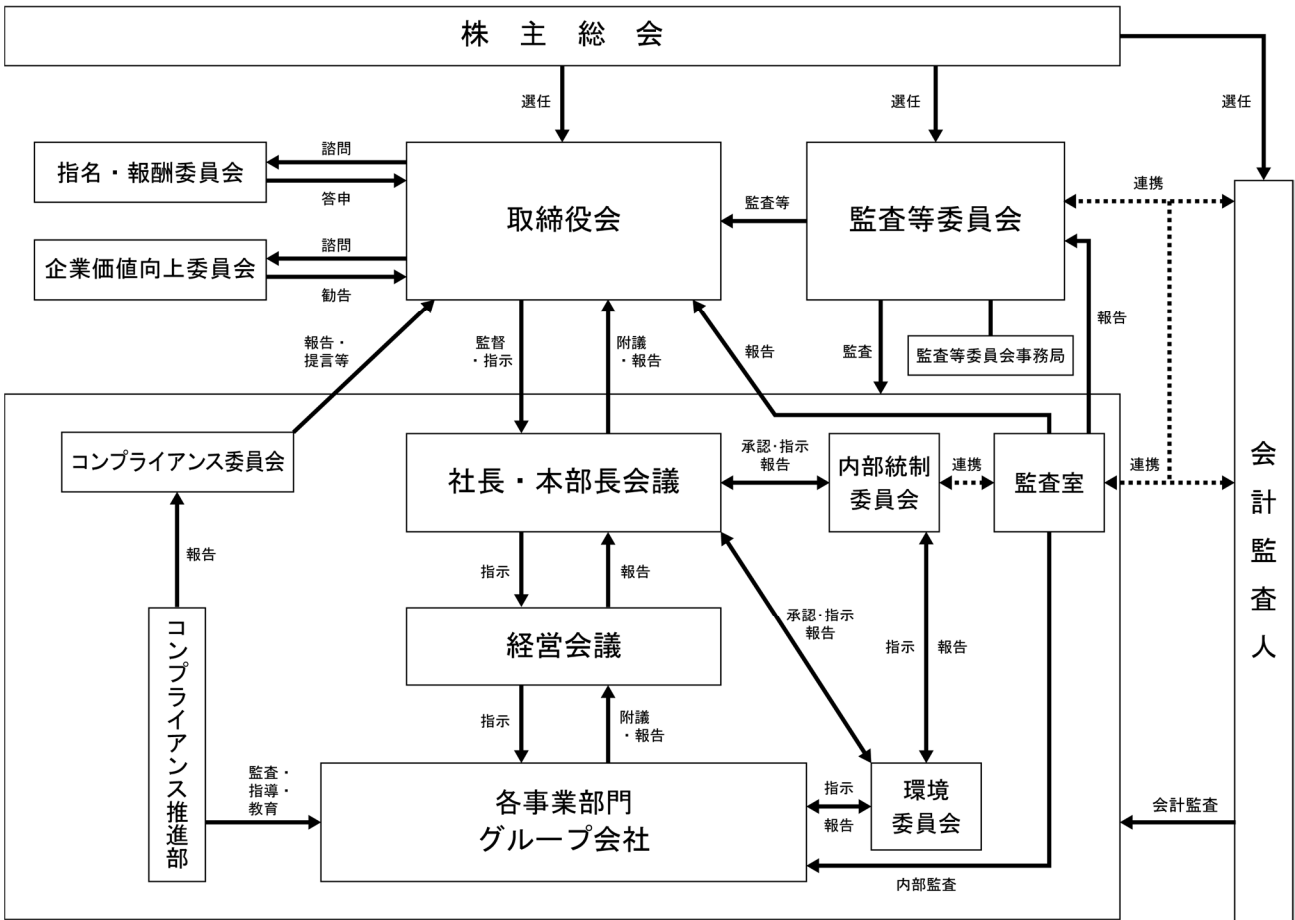 株主総会
選任
選任
選任
指名・報酬委員会
諮問
答申
取締役会
監査等
監査等委員会
連携
企業価値向上委員会
諮問
勧告
報告・
提言等
監督
・指示
附議
・報告
報告
監査
監査等委員会事務局
報告
会計監査人
コンプライアンス委員会
社長・本部長会議
承認・指示
報告
内部統制
委員会
連携
監査室
連携
報告
指示
報告
承認・指示
報告
指示
報告
コンプライアンス推進部
経営会議
指示
附議
・報告
監査・
指導・
教育
各事業部門
グループ会社
指示
報告
環境
委員会
会計監査
内部監査